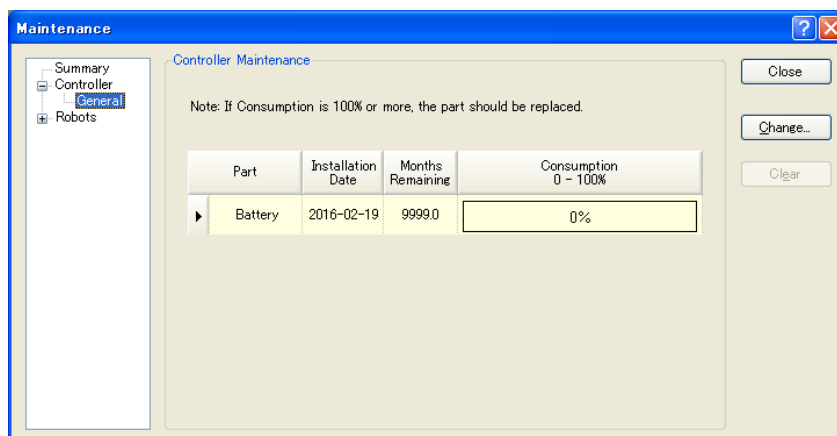 Maintenance
Summary
Controller
General
Robots
Controller Maintenance
Note: If Consumption is 100% or more, the part should be replaced.
Part
Installation
Date
Months
Remaining
Consumption
0 - 100%
Battery
2016-02-19
9999.0
0%
Close
Change...
Clear